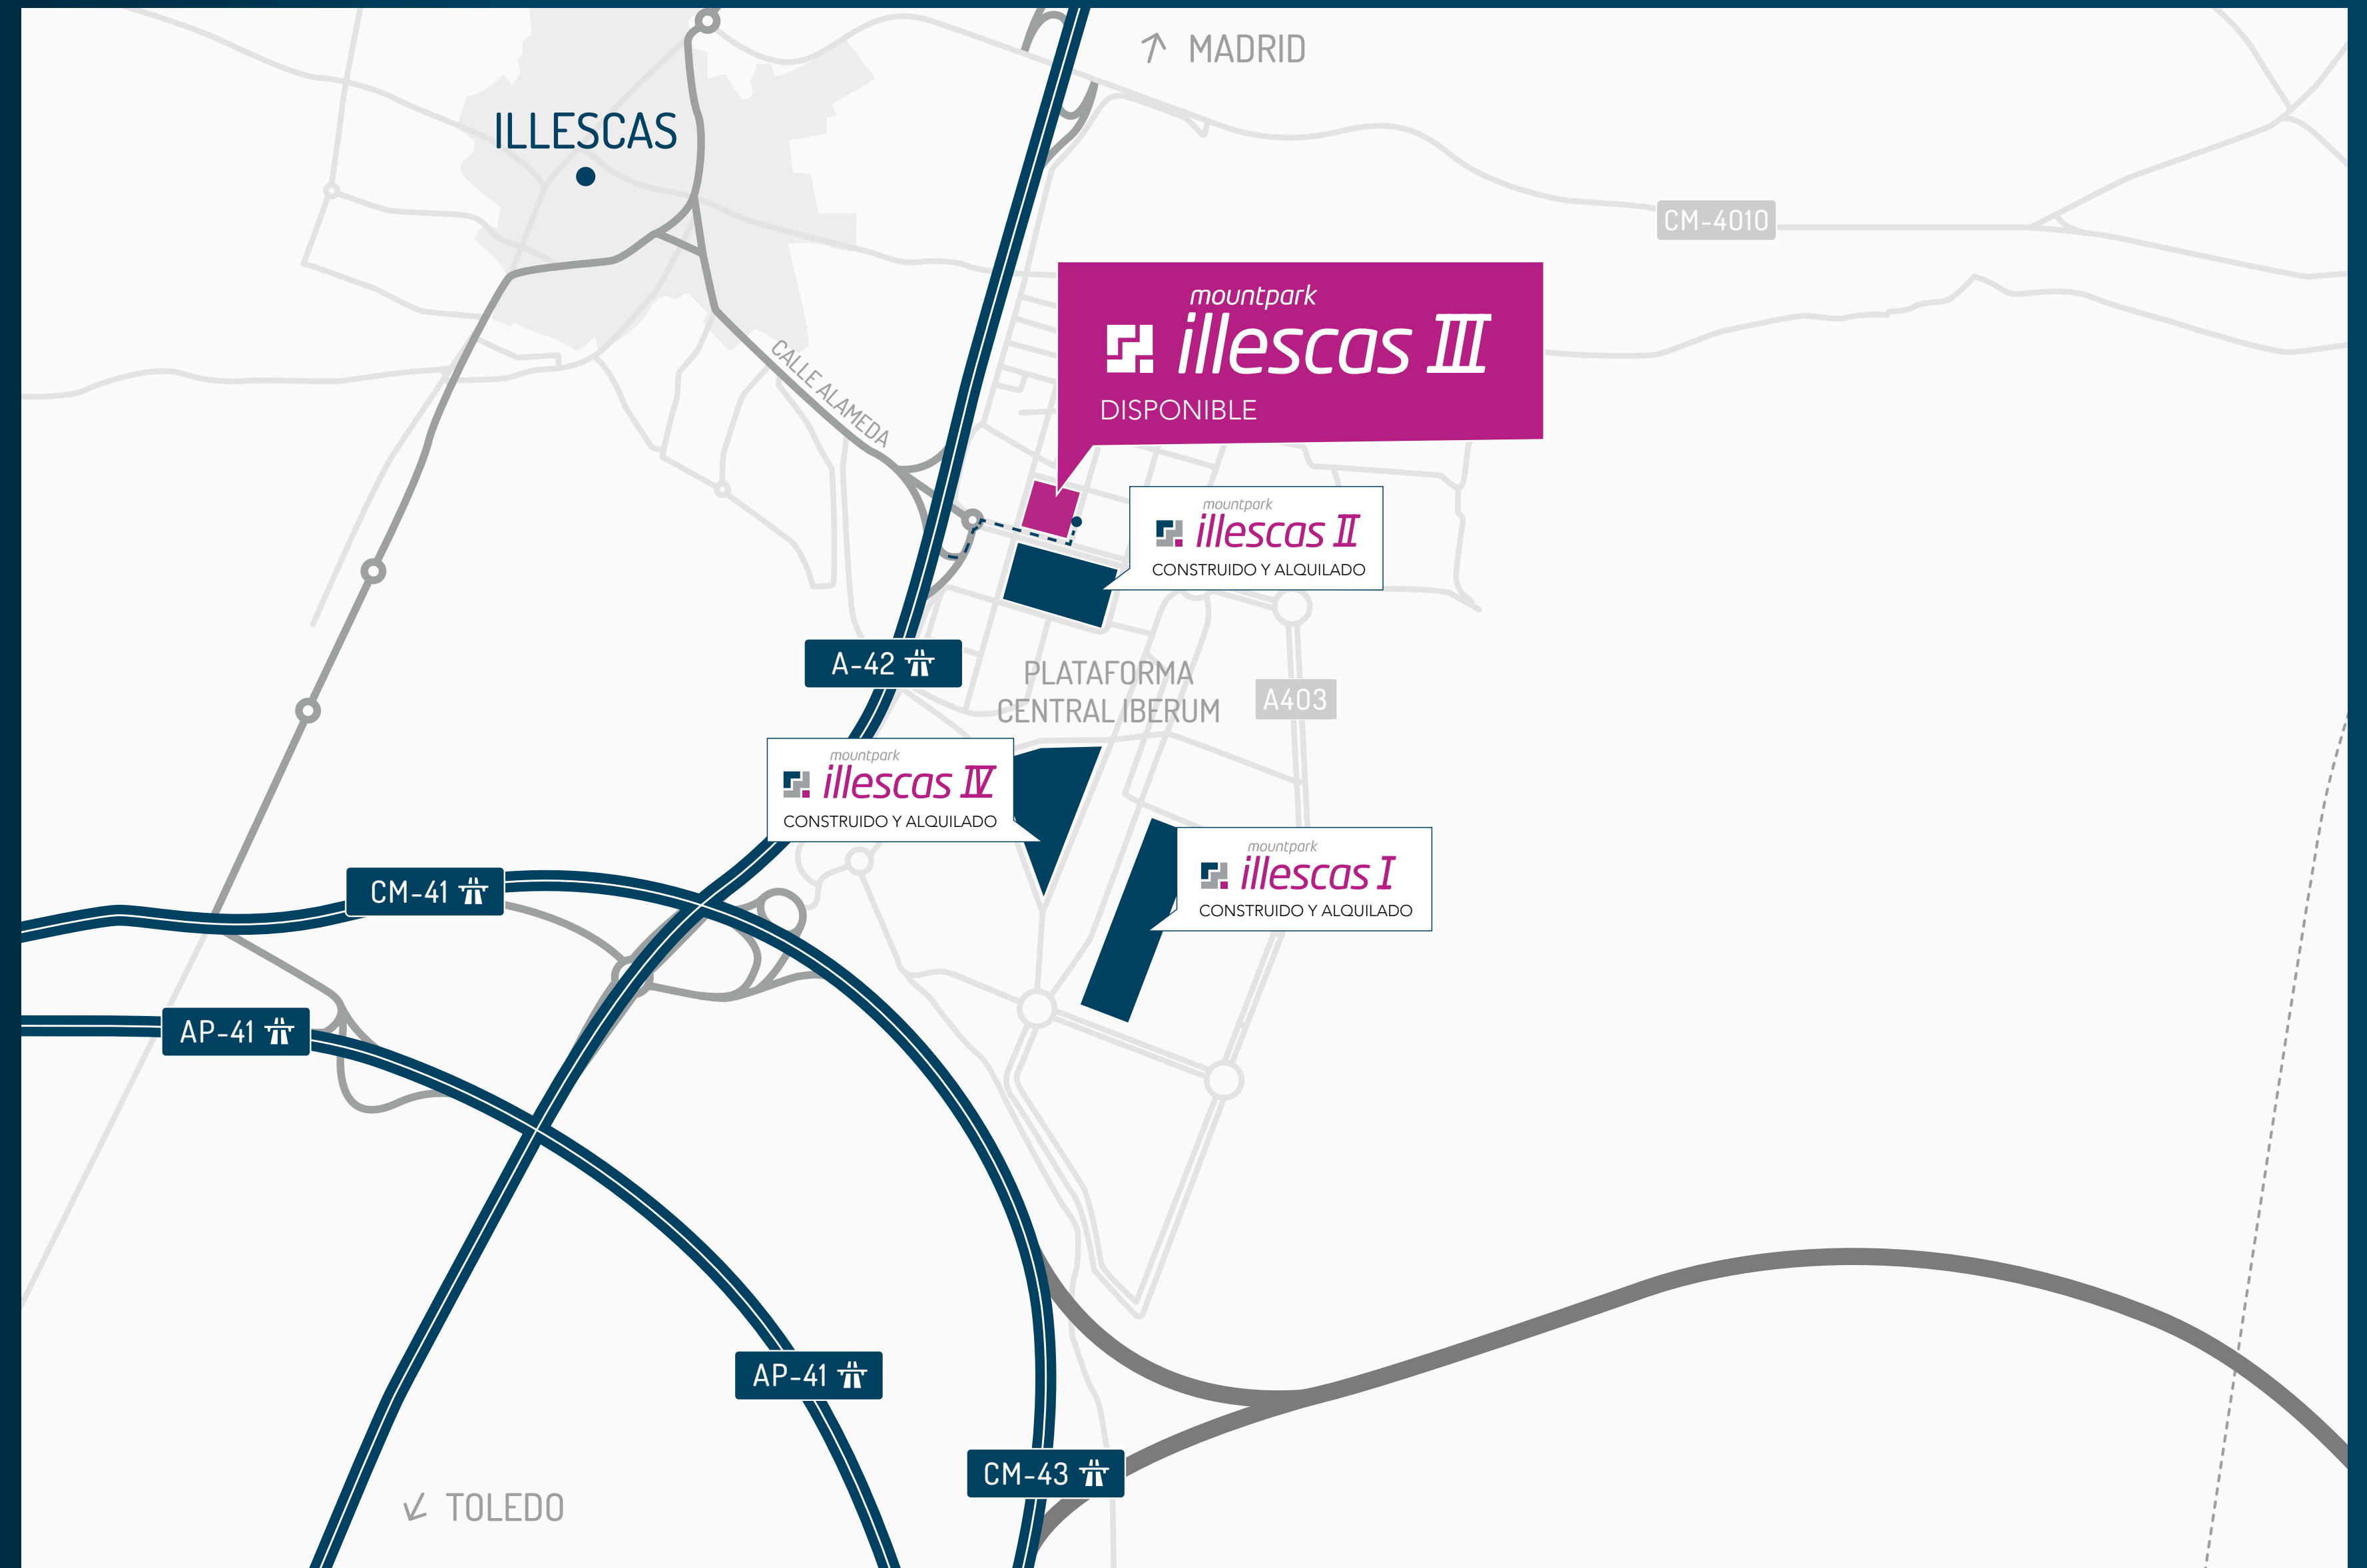 MADRID
ILLESCAS
CM-4010
mountpark
illescas III
DISPONIBLE
CALLE ALAMEDA
mountpark
illescas II
CONSTRUIDO Y ALQUILADO
A-42
PLATAFORMA
CENTRAL IBERUM
A403
mountpark
illescas IV
CONSTRUIDO Y ALQUILADO
mountpark
illescas I
CONSTRUIDO Y ALQUILADO
CM-41
AP-41
AP-41
CM-43
TOLEDO